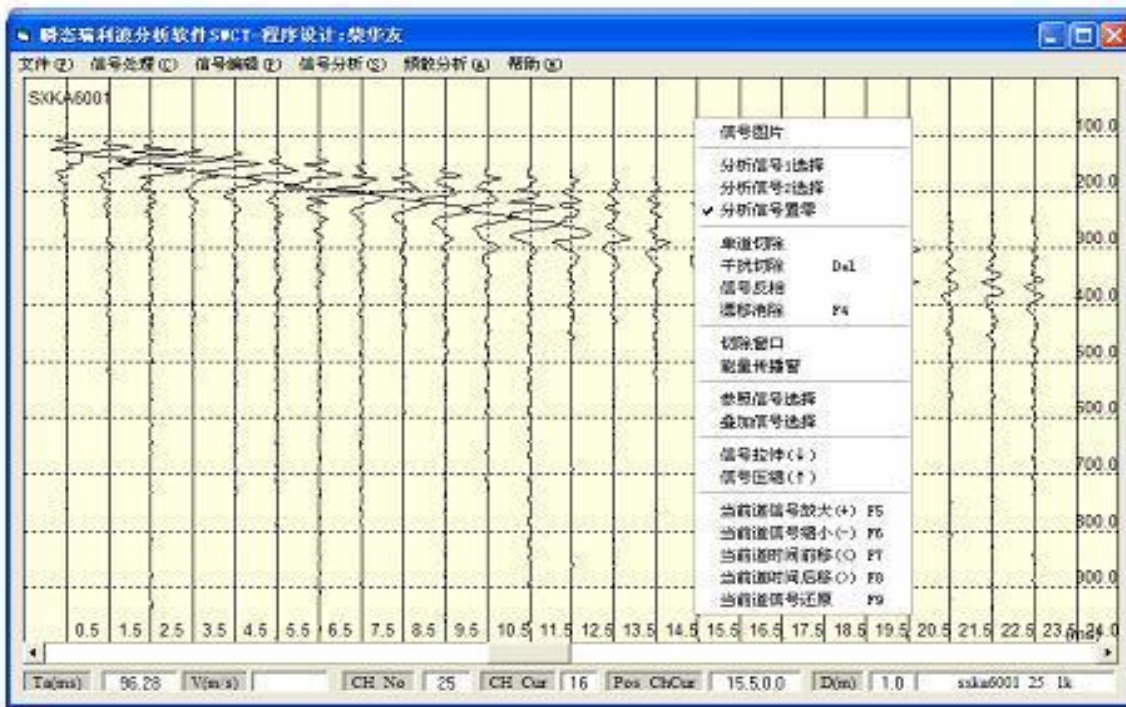 瞬态瑞利波分析软件SWCT-程序设计:柴华友
文件(F) 信号处理(C) 信号编辑(E) 信号分析(S) 频散分析(A) 帮助(H)
SXKA6001
100.0
信号图片
分析信号1选择
分析信号2选择
200.0
✓ 分析信号置零
单道切除
300.0
干扰切除 Del
信号反相
400.0
漂移消除 F4
切除窗口
500.0
能量传播窗
参照信号选择
600.0
叠加信号选择
信号拉伸(↓)
700.0
信号压缩(↑)
当前道信号放大(+) F5
800.0
当前道信号缩小(-) F6
当前道时间前移(<) F7
当前道时间后移(>) F8
900.0
当前道信号还原 F9
0.5 1.5 2.5 3.5 4.5 5.5 6.5 7.5 8.5 9.5 10.5 11.5 12.5 13.5 14.5 15.5 16.5 17.5 18.5 19.5 20.5 21.5 22.5 23.5 24.0
(ms)
Ta(ms) 96.28 V(m/s) CH_No 25 CH_Cur 16 Pos_ChCur 15.5,0.0 D(m) 1.0 sxka6001 25 1k